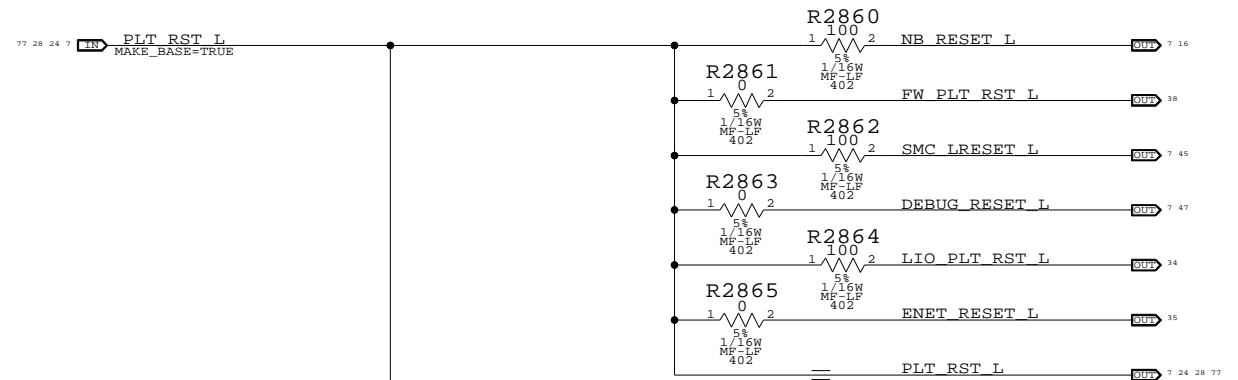 R2860
100
77 28 24 7 IN PLT_RST_L 1 2 NB_RESET_L OUT 7 16
MAKE_BASE=TRUE
5%
1/16W
MF-LF
402
R2861
0
1 2 FW_PLT_RST_L OUT 38
5%
1/16W
MF-LF
402
R2862
100
1 2 SMC_LRESET_L OUT 7 45
5%
1/16W
MF-LF
402
R2863
0
1 2 DEBUG_RESET_L OUT 7 47
5%
1/16W
MF-LF
402
R2864
100
1 2 LIO_PLT_RST_L OUT 34
5%
1/16W
MF-LF
402
R2865
0
1 2 ENET_RESET_L OUT 35
5%
1/16W
MF-LF
402
PLT_RST_L OUT 7 24 28 77